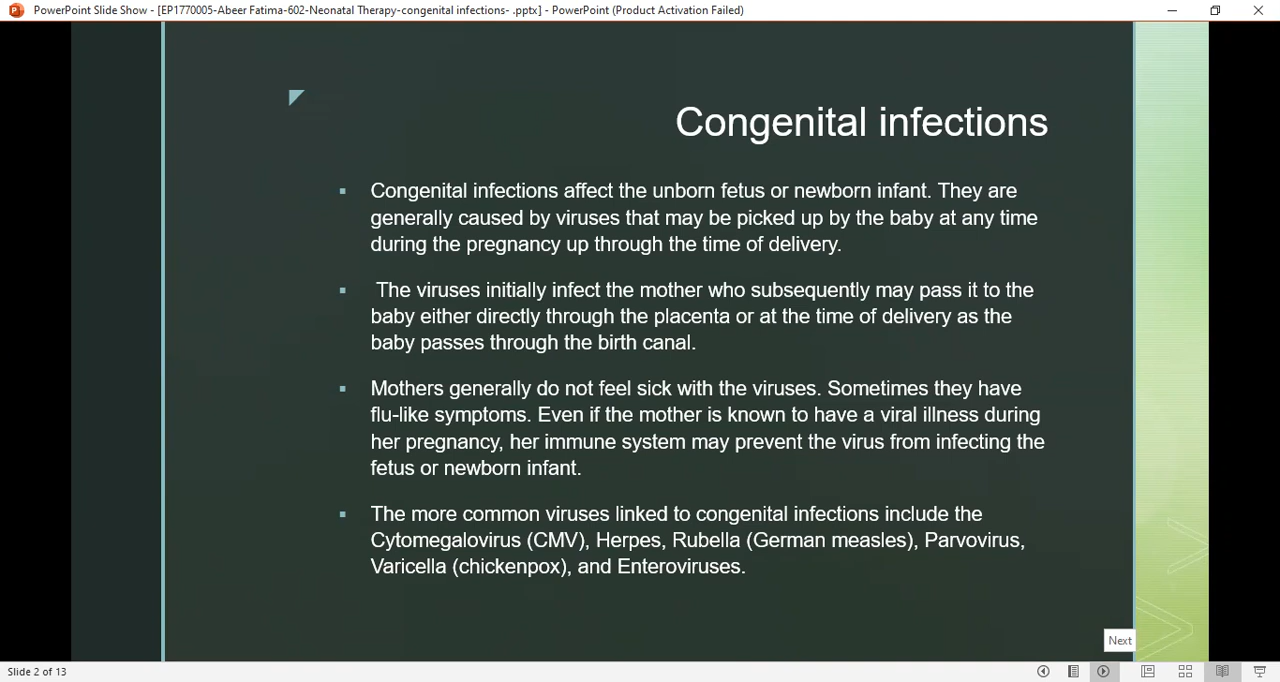 PowerPoint Slide Show - [EP1770005-Abeer Fatima-602-Neonatal Therapy-congenital infections- .pptx] - PowerPoint (Product Activation Failed)
Congenital infections
▪ Congenital infections affect the unborn fetus or newborn infant. They are
generally caused by viruses that may be picked up by the baby at any time
during the pregnancy up through the time of delivery.
▪ The viruses initially infect the mother who subsequently may pass it to the
baby either directly through the placenta or at the time of delivery as the
baby passes through the birth canal.
▪ Mothers generally do not feel sick with the viruses. Sometimes they have
flu-like symptoms. Even if the mother is known to have a viral illness during
her pregnancy, her immune system may prevent the virus from infecting the
fetus or newborn infant.
▪ The more common viruses linked to congenital infections include the
Cytomegalovirus (CMV), Herpes, Rubella (German measles), Parvovirus,
Varicella (chickenpox), and Enteroviruses.
Next
Slide 2 of 13